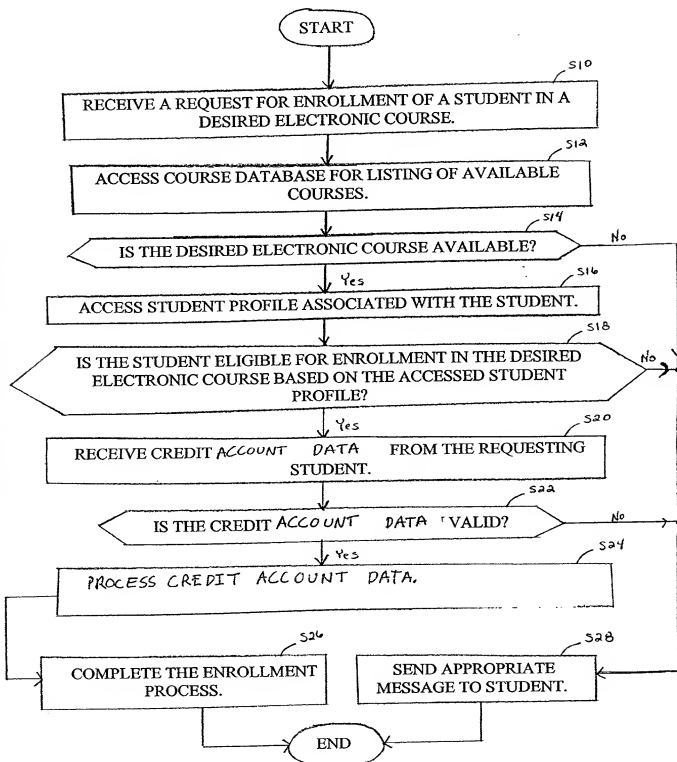 START
S10
RECEIVE A REQUEST FOR ENROLLMENT OF A STUDENT IN A
DESIRED ELECTRONIC COURSE.
S12
ACCESS COURSE DATABASE FOR LISTING OF AVAILABLE
COURSES.
S14
IS THE DESIRED ELECTRONIC COURSE AVAILABLE?
No
Yes
S16
ACCESS STUDENT PROFILE ASSOCIATED WITH THE STUDENT.
S18
IS THE STUDENT ELIGIBLE FOR ENROLLMENT IN THE DESIRED
ELECTRONIC COURSE BASED ON THE ACCESSED STUDENT
PROFILE?
No
Yes
S20
RECEIVE CREDIT ACCOUNT DATA FROM THE REQUESTING
STUDENT.
S22
IS THE CREDIT ACCOUNT DATA VALID?
No
Yes
S24
PROCESS CREDIT ACCOUNT DATA.
S26
COMPLETE THE ENROLLMENT
PROCESS.
S28
SEND APPROPRIATE
MESSAGE TO STUDENT.
END